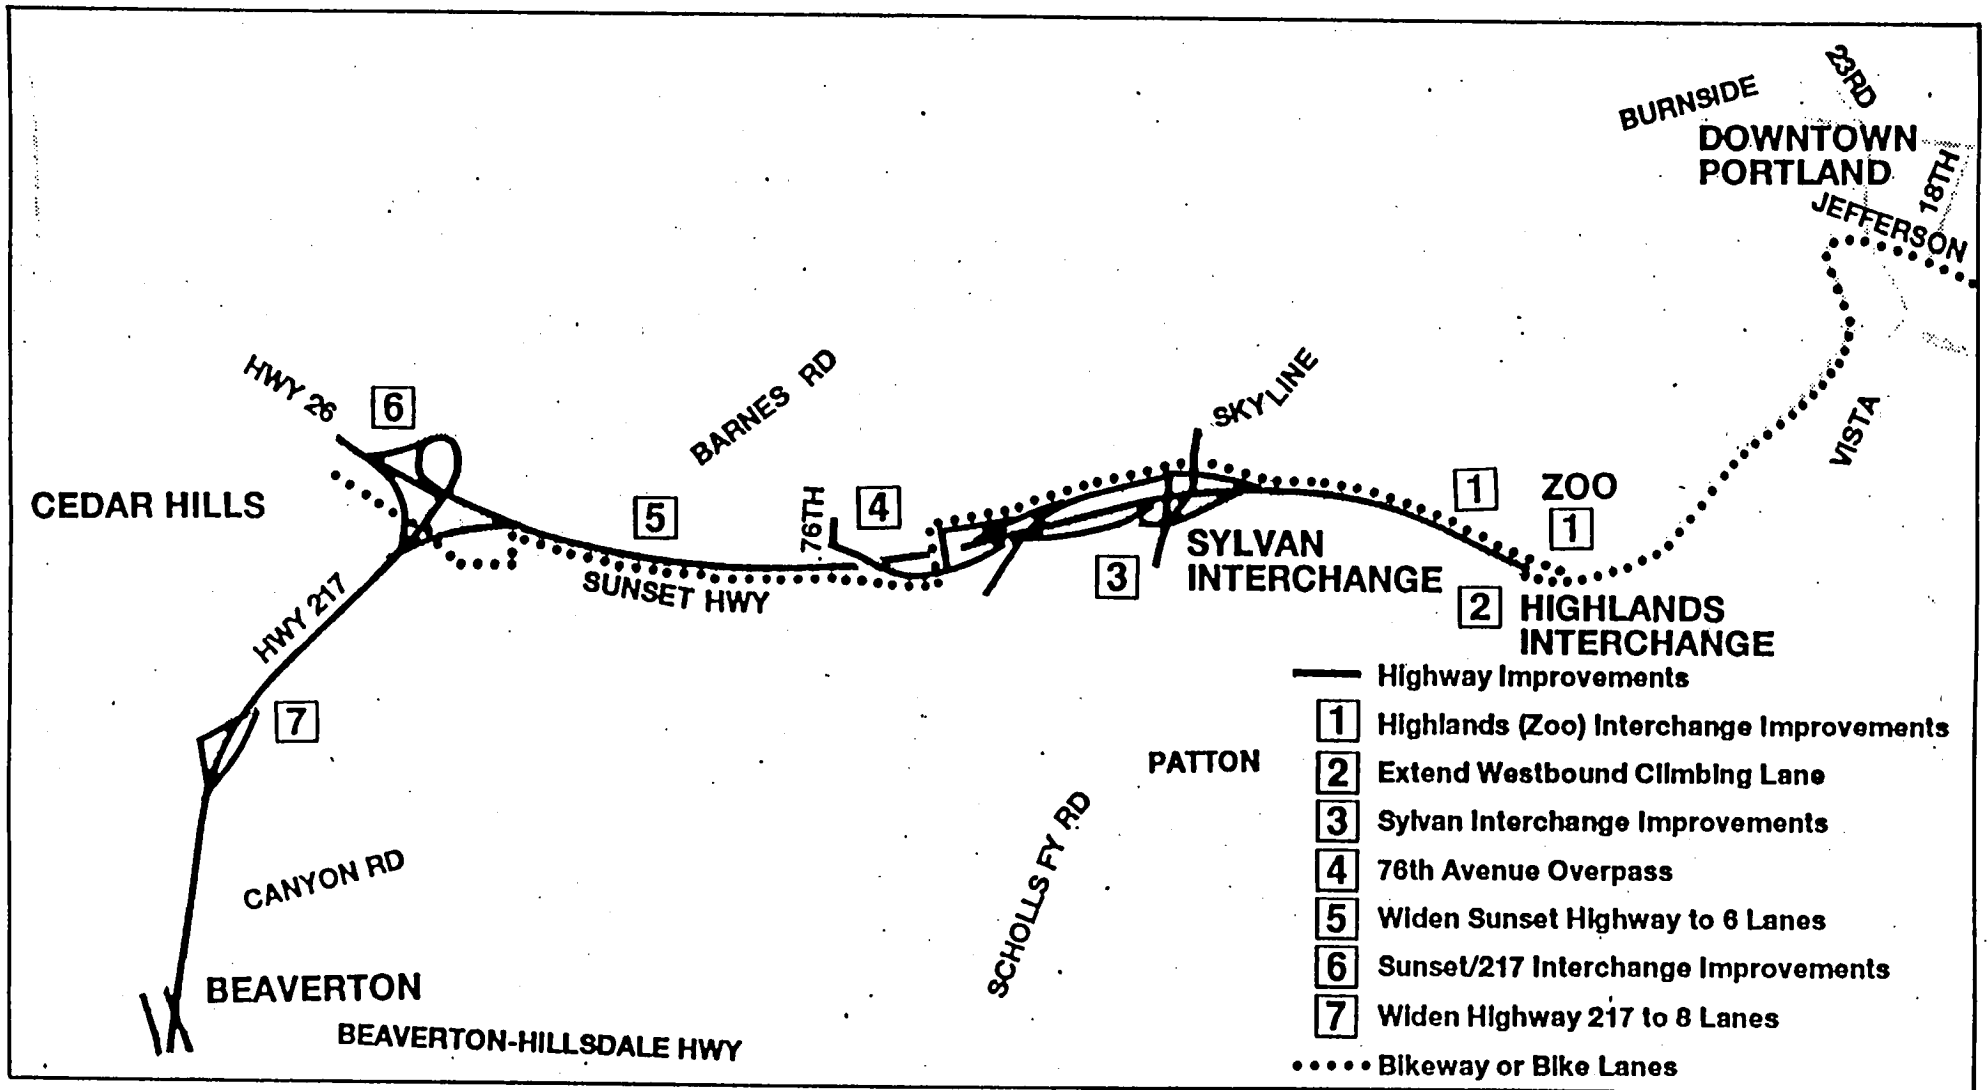 23RD
BURNSIDE
DOWNTOWN
PORTLAND
18TH
JEFFERSON
HWY 26
6
BARNES RD
SKYLINE
VISTA
CEDAR HILLS
5
76TH
4
1
ZOO
1
SYLVAN
INTERCHANGE
3
SUNSET HWY
2
HIGHLANDS
INTERCHANGE
HWY 217
7
PATTON
SCHOLLS FY RD
CANYON RD
BEAVERTON
BEAVERTON-HILLSDALE HWY
Highway Improvements
1 Highlands (Zoo) Interchange Improvements
2 Extend Westbound Climbing Lane
3 Sylvan Interchange Improvements
4 76th Avenue Overpass
5 Widen Sunset Highway to 6 Lanes
6 Sunset/217 Interchange Improvements
7 Widen Highway 217 to 8 Lanes
Bikeway or Bike Lanes